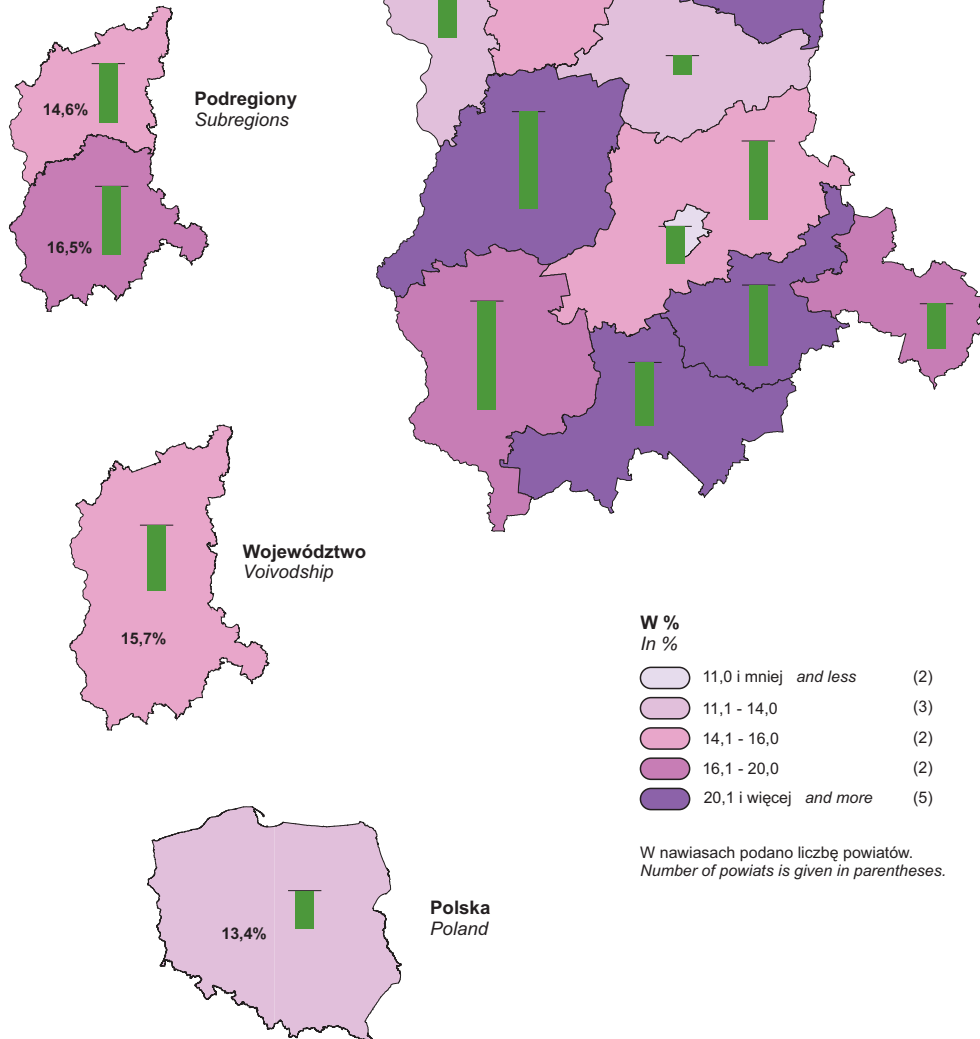 14,6%
Podregiony
Subregions
16,5%
Województwo
Voivodship
15,7%
W %
In %
11,0 i mniej and less (2)
11,1 - 14,0 (3)
14,1 - 16,0 (2)
16,1 - 20,0 (2)
20,1 i więcej and more (5)
W nawiasach podano liczbę powiatów.
Number of powiats is given in parentheses.
Polska
Poland
13,4%